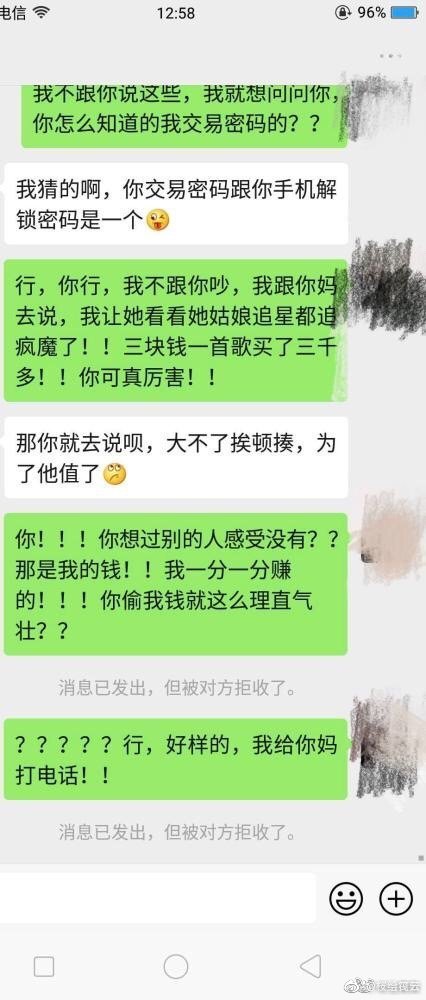 电信
12:58
96%
我不跟你说这些，我就想问问你，
你怎么知道的我交易密码的？？
我猜的啊，你交易密码跟你手机解
锁密码是一个😜
行，你行，我不跟你吵，我跟你妈
去说，我让她看看她姑娘追星都追
疯魔了！！三块钱一首歌买了三千
多！！你可真厉害！！
那你就去说呗，大不了挨顿揍，为
了他值了🙄
你！！！你想过别的人感受没有？？
那是我的钱！！我一分一分赚
的！！！你偷我钱就这么理直气
壮？？
消息已发出，但被对方拒收了。
？？？？？行，好样的，我给你妈
打电话！！
消息已发出，但被对方拒收了。